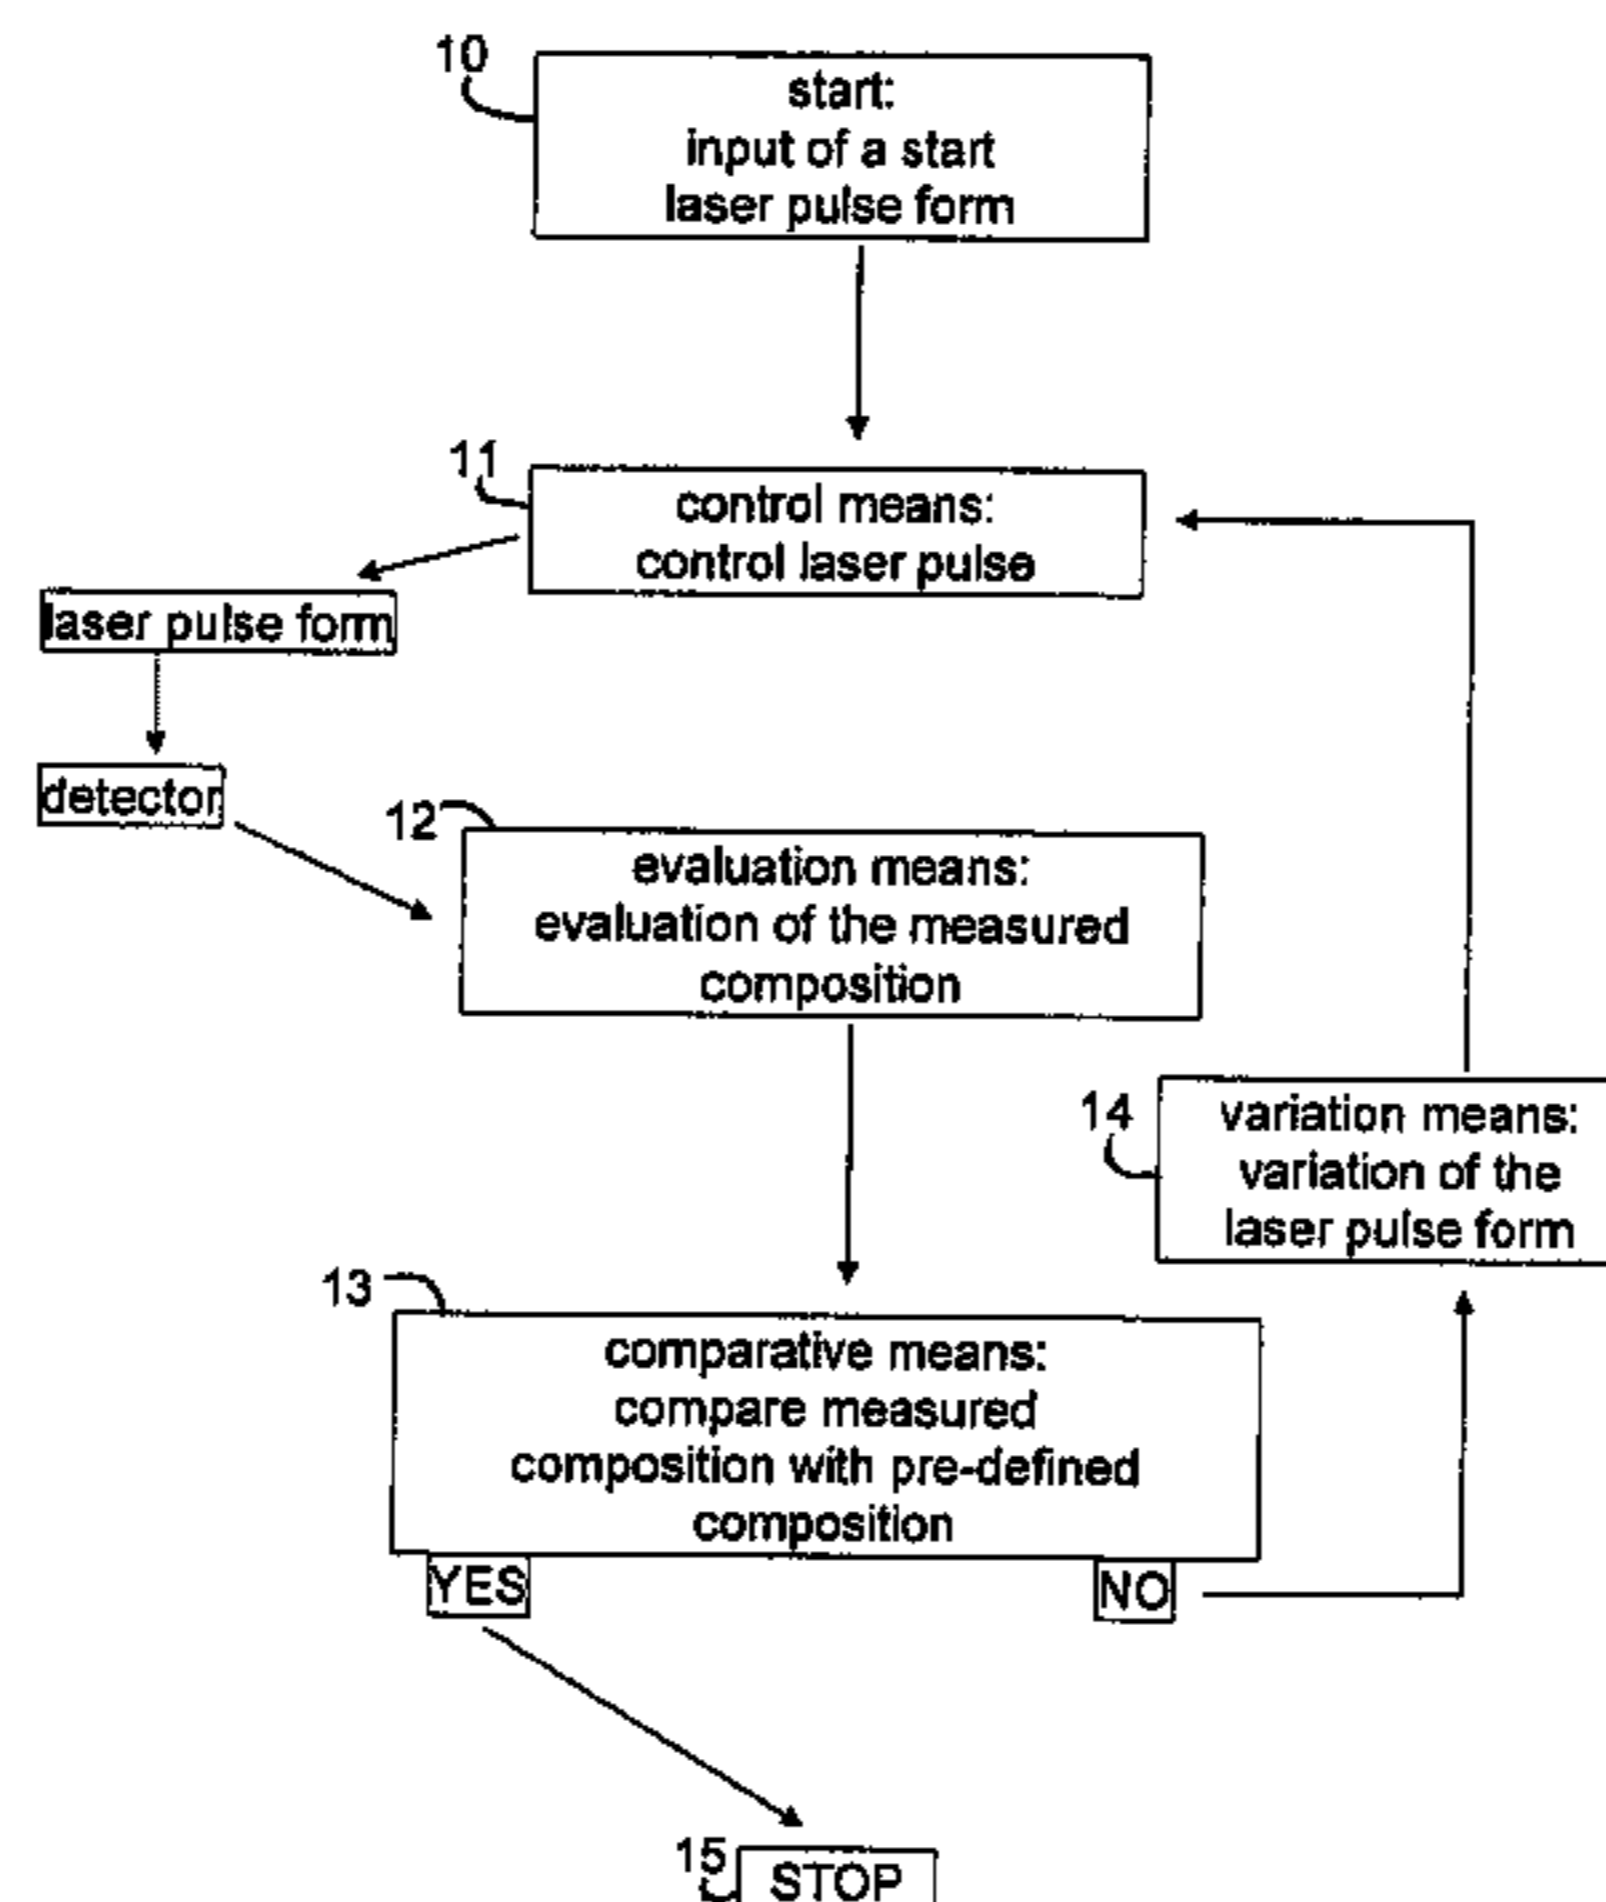 10
start:
input of a start
laser pulse form
11
control means:
control laser pulse
laser pulse form
detector
12
evaluation means:
evaluation of the measured
composition
14
variation means:
variation of the
laser pulse form
13
comparative means:
compare measured
composition with pre-defined
composition
YES
NO
15
STOP